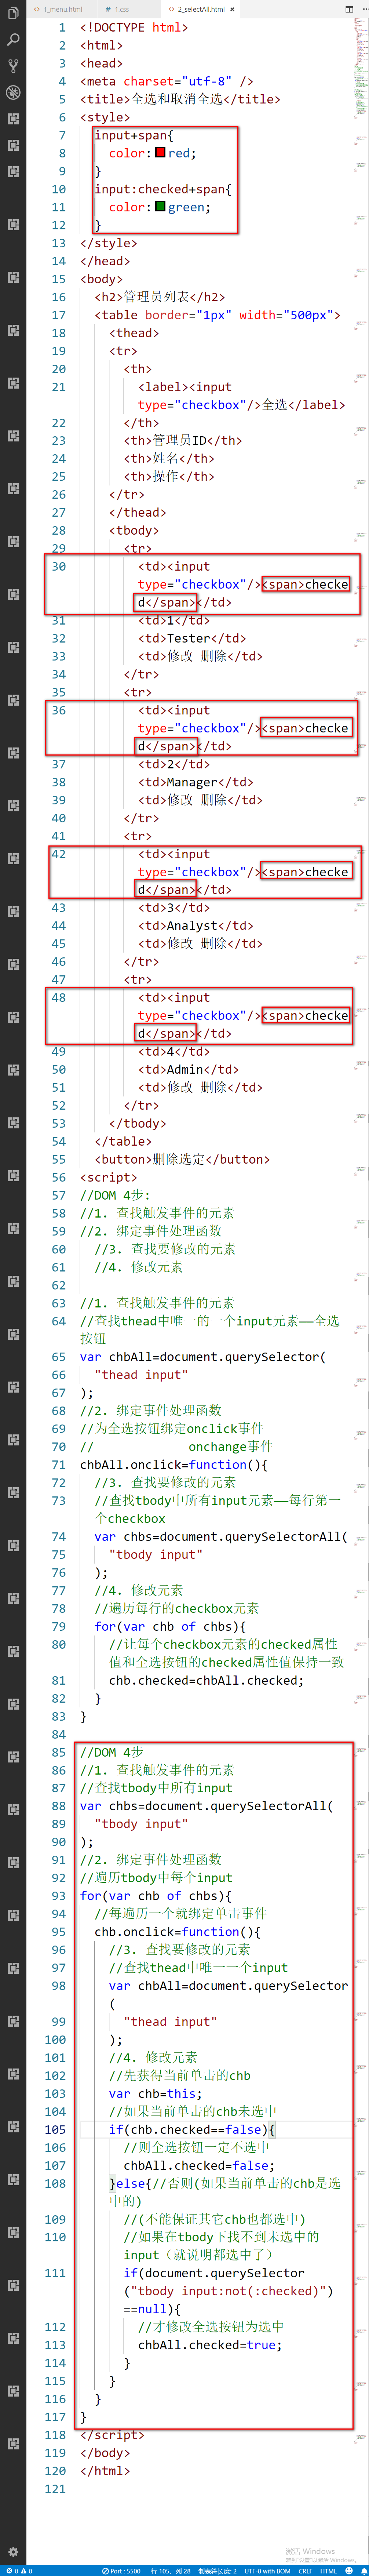 1_menu.html
1.css
2_selectAll.html
1 <!DOCTYPE html>
2 <html>
3 <head>
4 <meta charset="utf-8" />
5 <title>全选和取消全选</title>
6 <style>
7 input+span{
8 color:red;
9 }
10 input:checked+span{
11 color:green;
12 }
13 </style>
14 </head>
15 <body>
16 <h2>管理员列表</h2>
17 <table border="1px" width="500px">
18 <thead>
19 <tr>
20 <th>
21 <label><input
type="checkbox"/>全选</label>
22 </th>
23 <th>管理员ID</th>
24 <th>姓名</th>
25 <th>操作</th>
26 </tr>
27 </thead>
28 <tbody>
29 <tr>
30 <td><input
type="checkbox"/><span>checke
d</span></td>
31 <td>1</td>
32 <td>Tester</td>
33 <td>修改 删除</td>
34 </tr>
35 <tr>
36 <td><input
type="checkbox"/><span>checke
d</span></td>
37 <td>2</td>
38 <td>Manager</td>
39 <td>修改 删除</td>
40 </tr>
41 <tr>
42 <td><input
type="checkbox"/><span>checke
d</span></td>
43 <td>3</td>
44 <td>Analyst</td>
45 <td>修改 删除</td>
46 </tr>
47 <tr>
48 <td><input
type="checkbox"/><span>checke
d</span></td>
49 <td>4</td>
50 <td>Admin</td>
51 <td>修改 删除</td>
52 </tr>
53 </tbody>
54 </table>
55 <button>删除选定</button>
56 <script>
57 //DOM 4步:
58 //1. 查找触发事件的元素
59 //2. 绑定事件处理函数
60 //3. 查找要修改的元素
61 //4. 修改元素
62
63 //1. 查找触发事件的元素
64 //查找thead中唯一的一个input元素——全选
按钮
65 var chbAll=document.querySelector(
66 "thead input"
67 );
68 //2. 绑定事件处理函数
69 //为全选按钮绑定onclick事件
70 // onchange事件
71 chbAll.onclick=function(){
72 //3. 查找要修改的元素
73 //查找tbody中所有input元素——每行第一
个checkbox
74 var chbs=document.querySelectorAll(
75 "tbody input"
76 );
77 //4. 修改元素
78 //遍历每行的checkbox元素
79 for(var chb of chbs){
80 //让每个checkbox元素的checked属性
值和全选按钮的checked属性值保持一致
81 chb.checked=chbAll.checked;
82 }
83 }
84
85 //DOM 4步
86 //1. 查找触发事件的元素
87 //查找tbody中所有input
88 var chbs=document.querySelectorAll(
89 "tbody input"
90 );
91 //2. 绑定事件处理函数
92 //遍历tbody中每个input
93 for(var chb of chbs){
94 //每遍历一个就绑定单击事件
95 chb.onclick=function(){
96 //3. 查找要修改的元素
97 //查找thead中唯一一个input
98 var chbAll=document.querySelector
(
99 "thead input"
100 );
101 //4. 修改元素
102 //先获得当前单击的chb
103 var chb=this;
104 //如果当前单击的chb未选中
105 if(chb.checked==false){
106 //则全选按钮一定不选中
107 chbAll.checked=false;
108 }else{//否则(如果当前单击的chb是选
中的)
109 //(不能保证其它chb也都选中)
110 //如果在tbody下找不到未选中的
input（就说明都选中了）
111 if(document.querySelector
("tbody input:not(:checked)")
==null){
112 //才修改全选按钮为选中
113 chbAll.checked=true;
114 }
115 }
116 }
117 }
118 </script>
119 </body>
120 </html>
121
激活 Windows
转到"设置"以激活 Windows。
0 0 Port : 5500 行 105，列 28 制表符长度: 2 UTF-8 with BOM CRLF HTML